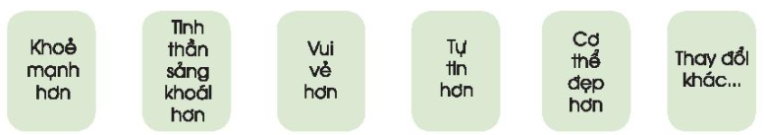 Khoẻ
mạnh
hơn
Tinh
thần
sảng
khoái
hơn
Vui
vẻ
hơn
Tự
tin
hơn
Cơ
thể
đẹp
hơn
Thay đổi
khác...